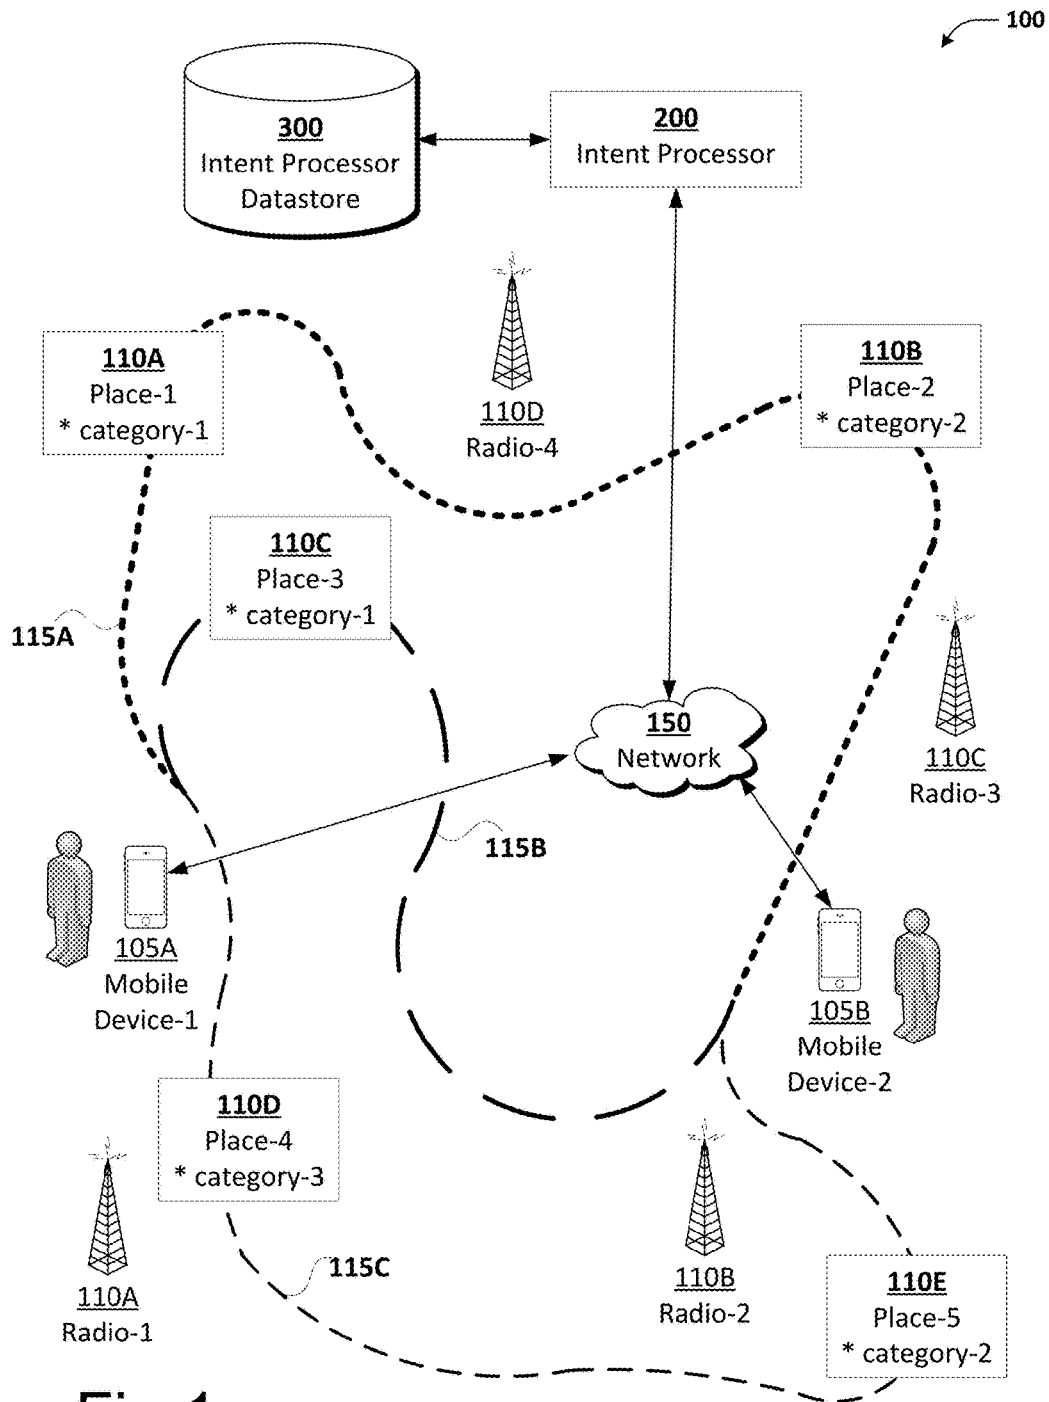 100
300
Intent Processor
Datastore
200
Intent Processor
110A
Place-1
* category-1
110D
Radio-4
110B
Place-2
* category-2
110C
Place-3
* category-1
115A
150
Network
110C
Radio-3
115B
105A
Mobile
Device-1
105B
Mobile
Device-2
110D
Place-4
* category-3
115C
110A
Radio-1
110B
Radio-2
110E
Place-5
* category-2